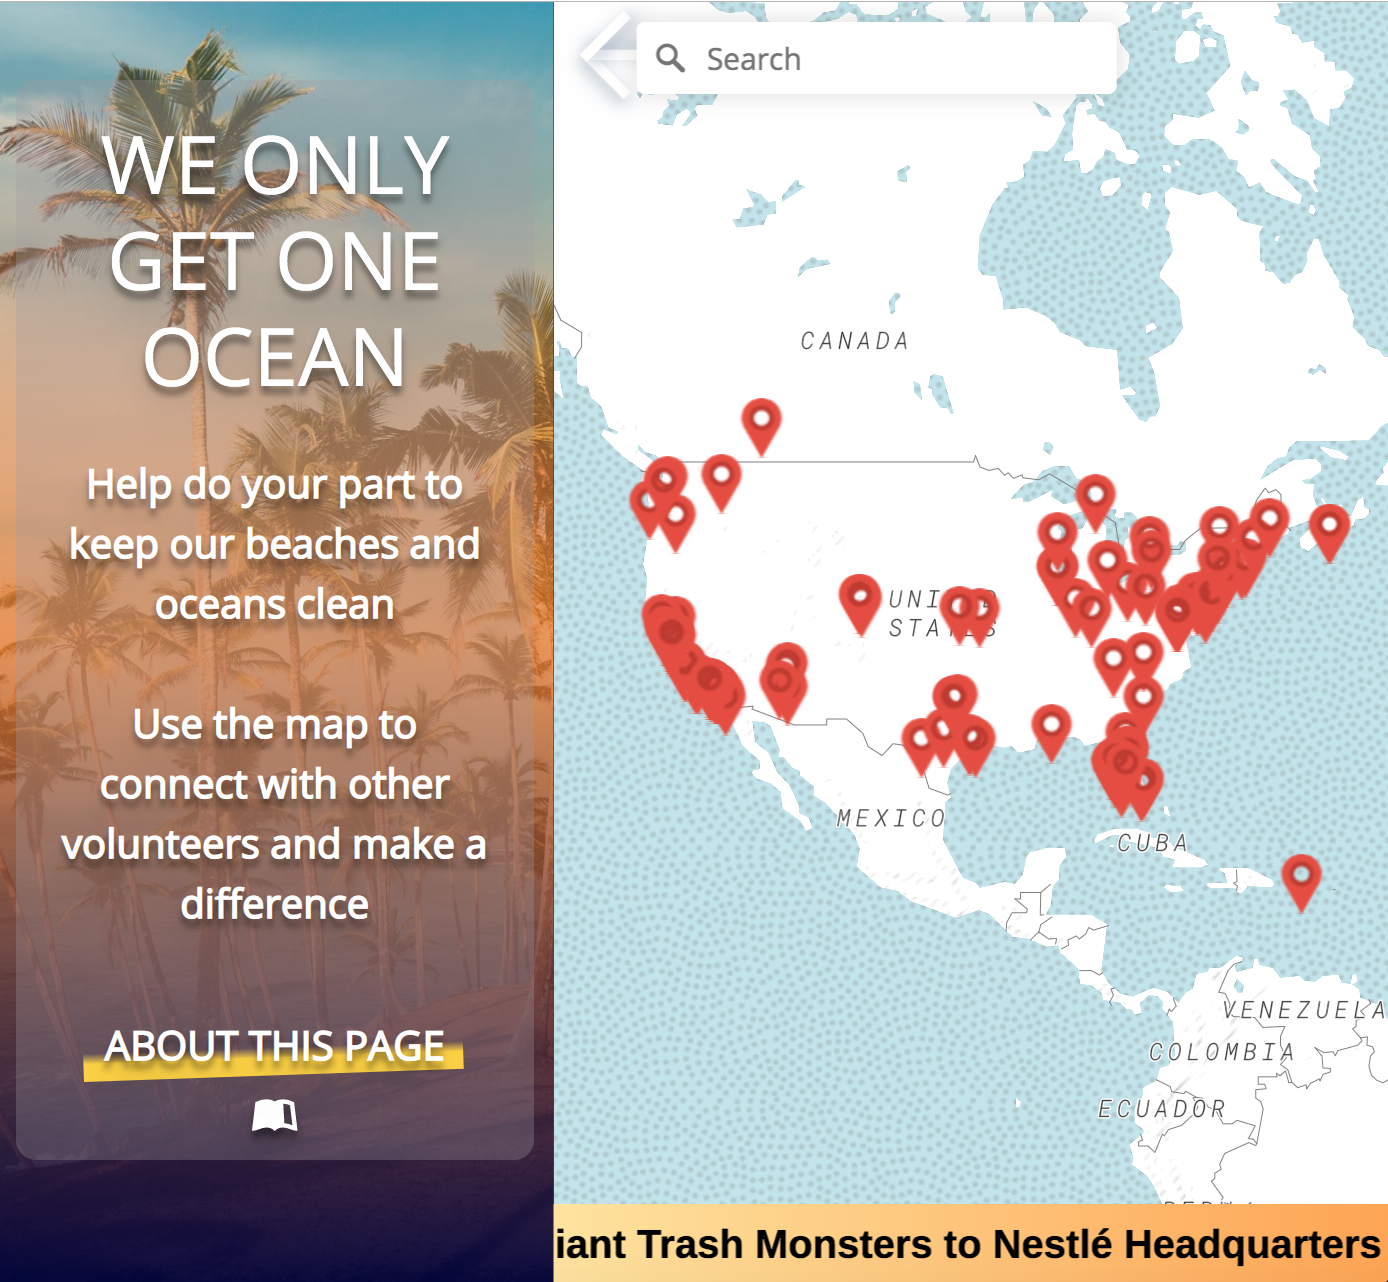 WE ONLY
GET ONE
OCEAN
Help do your part to
keep our beaches and
oceans clean
Use the map to
connect with other
volunteers and make a
difference
ABOUT THIS PAGE
Search
CANADA
UNITED
STATES
MEXICO
CUBA
VENEZUELA
COLOMBIA
ECUADOR
iant Trash Monsters to Nestlé Headquarters